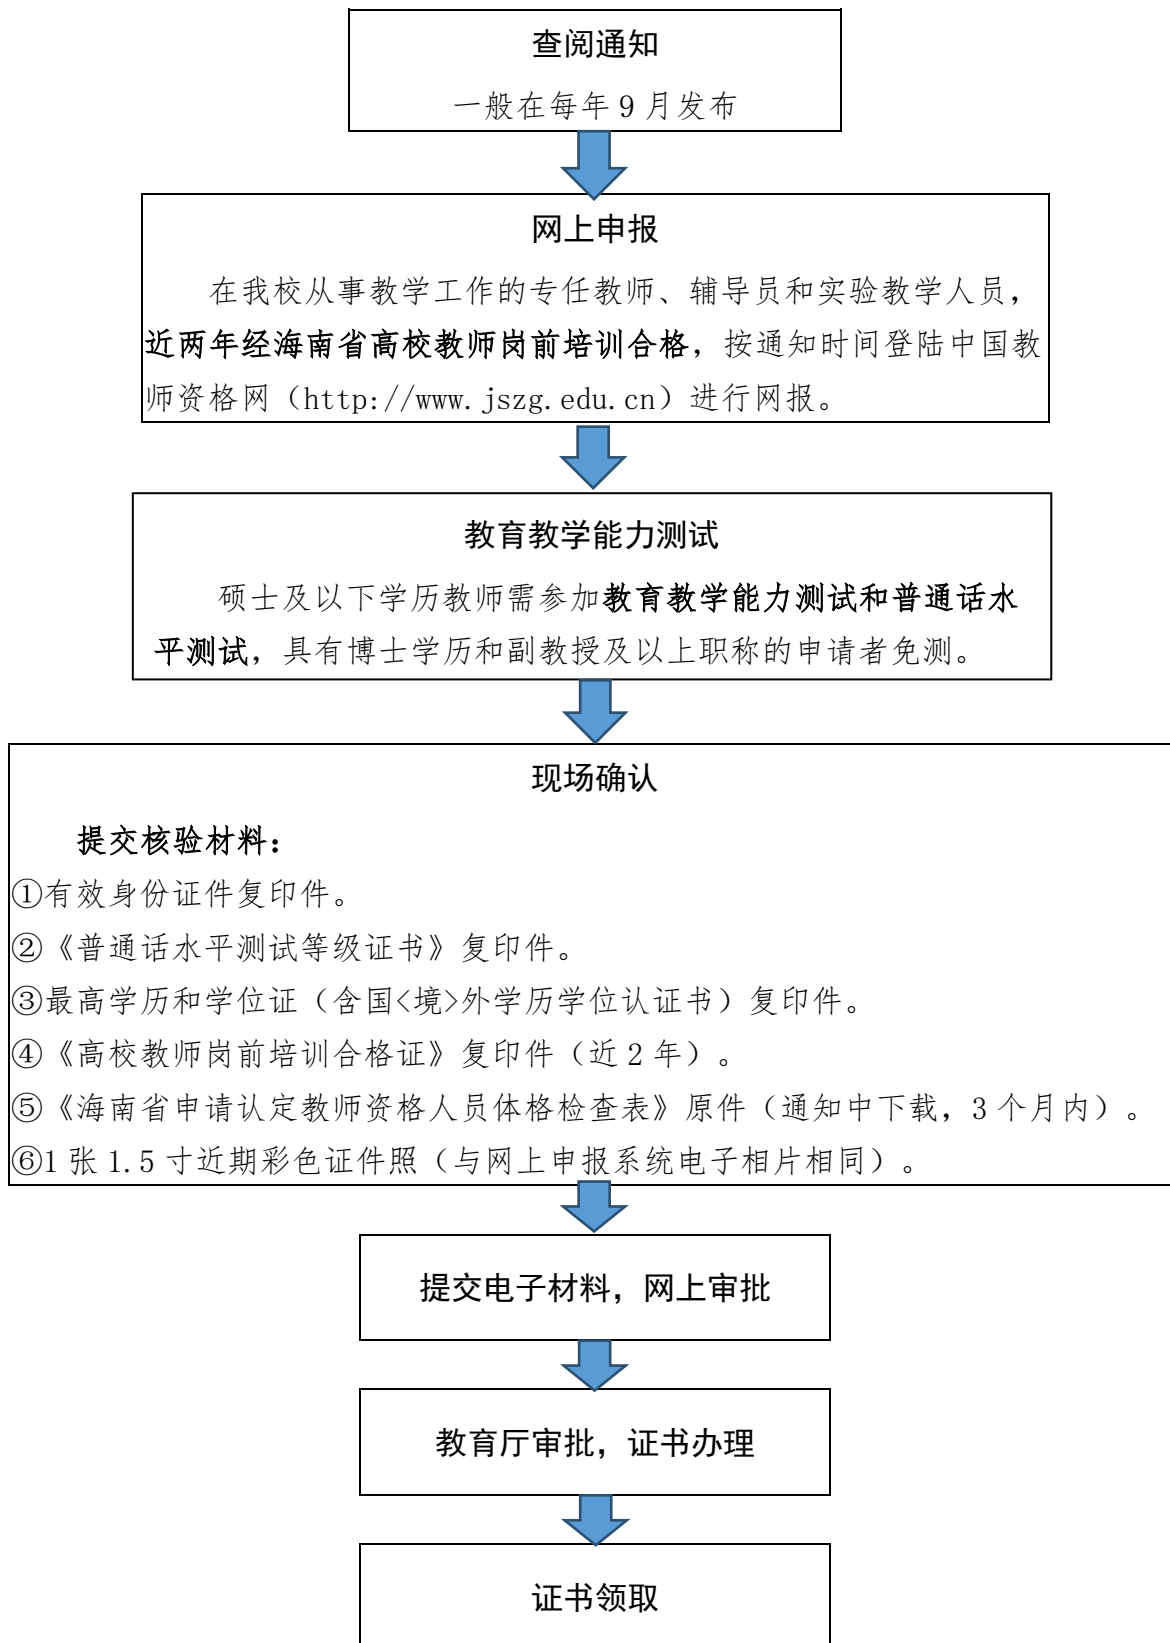 查阅通知
一般在每年 9 月发布
网上申报
在我校从事教学工作的专任教师、辅导员和实验教学人员，
近两年经海南省高校教师岗前培训合格，按通知时间登陆中国教
师资格网（http://www.jszg.edu.cn）进行网报。
教育教学能力测试
硕士及以下学历教师需参加教育教学能力测试和普通话水
平测试，具有博士学历和副教授及以上职称的申请者免测。
现场确认
提交核验材料：
①有效身份证件复印件。
②《普通话水平测试等级证书》复印件。
③最高学历和学位证（含国<境>外学历学位认证书）复印件。
④《高校教师岗前培训合格证》复印件（近 2 年）。
⑤《海南省申请认定教师资格人员体格检查表》原件（通知中下载，3 个月内）。
⑥1 张 1.5 寸近期彩色证件照（与网上申报系统电子相片相同）。
提交电子材料，网上审批
教育厅审批，证书办理
证书领取